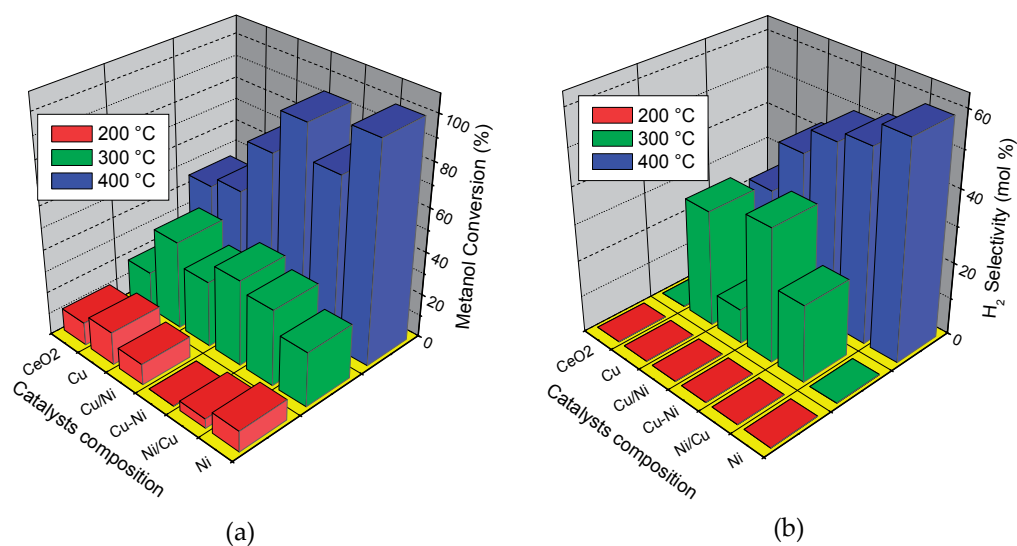 200 °C
300 °C
400 °C
100
80
60
40
20
0
Metanol Conversion (%)
CeO2
Cu
Cu/Ni
Cu-Ni
Ni/Cu
Ni
Catalysts composition
(a)
200 °C
300 °C
400 °C
60
40
20
0
H₂ Selectivity (mol %)
CeO2
Cu
Cu/Ni
Cu-Ni
Ni/Cu
Ni
Catalysts composition
(b)